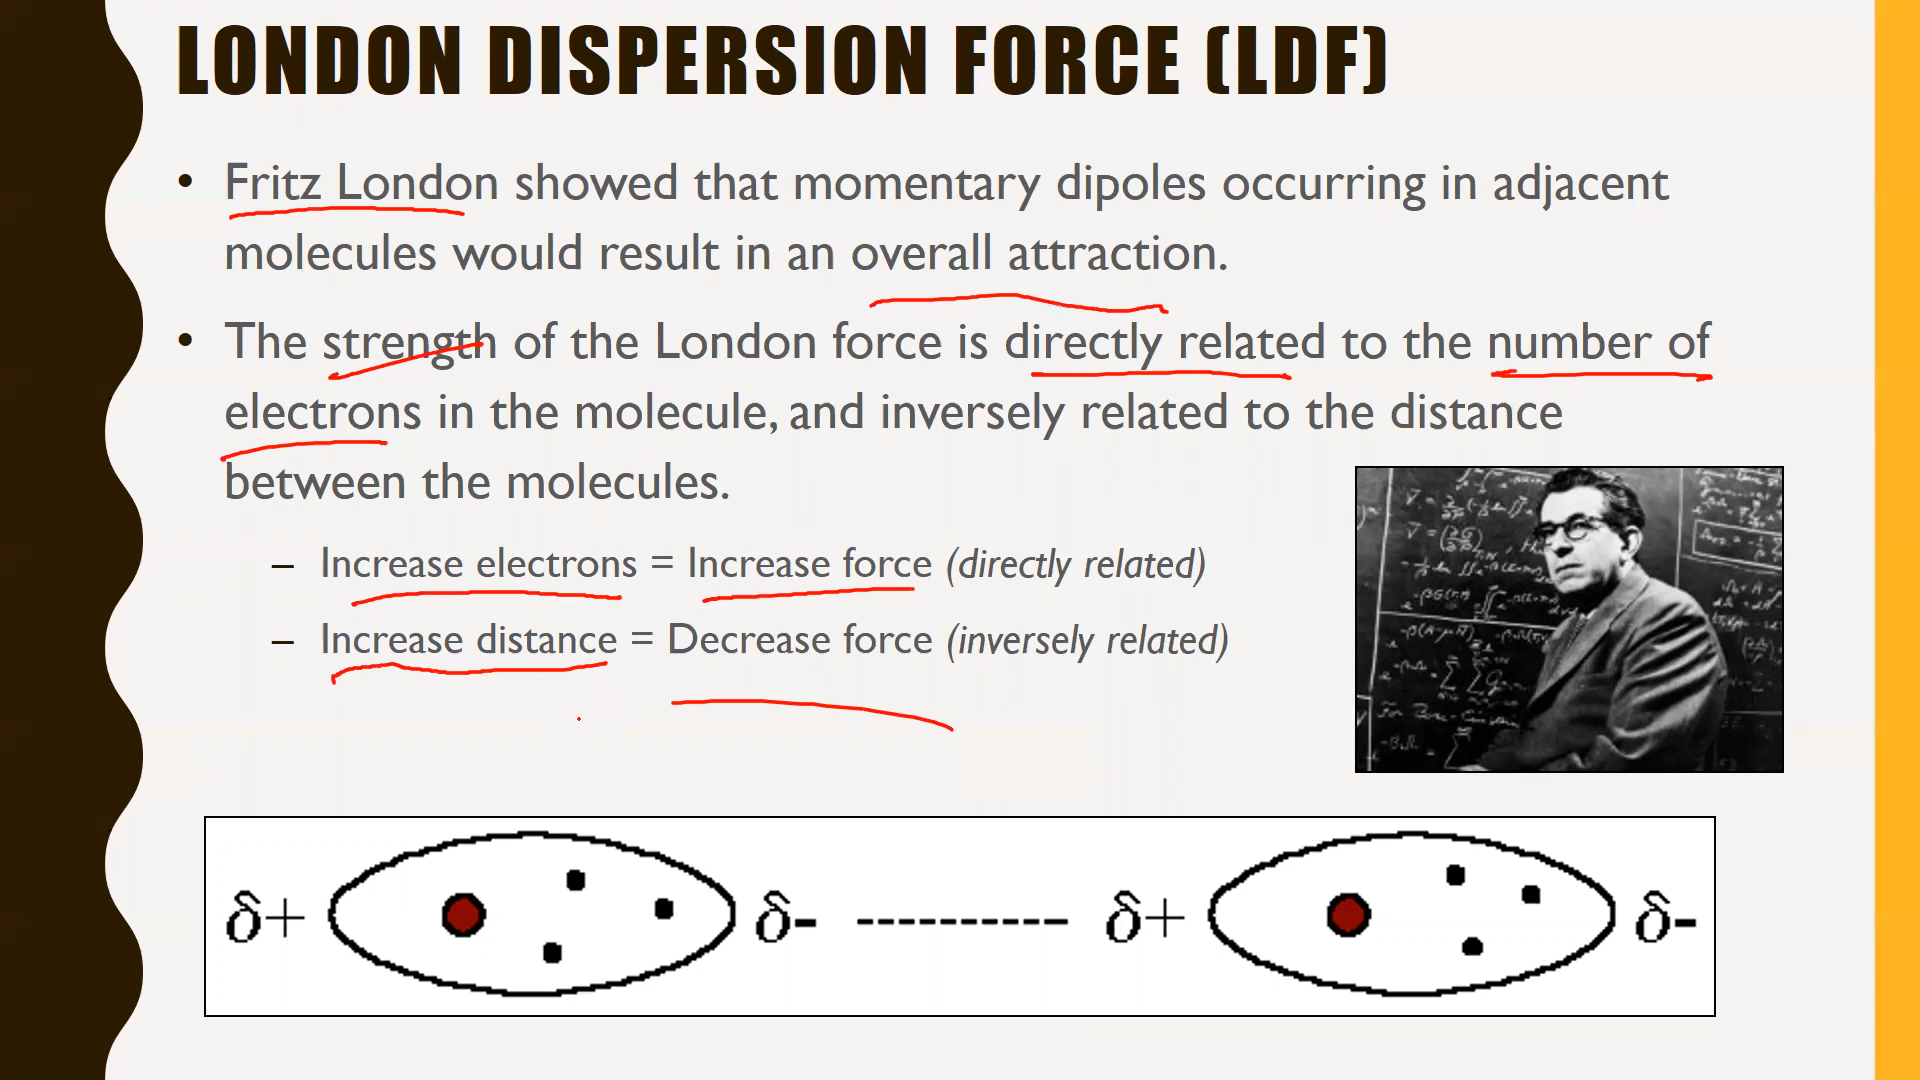 LONDON DISPERSION FORCE (LDF)
• Fritz London showed that momentary dipoles occurring in adjacent
molecules would result in an overall attraction.
• The strength of the London force is directly related to the number of
electrons in the molecule, and inversely related to the distance
between the molecules.
– Increase electrons = Increase force (directly related)
– Increase distance = Decrease force (inversely related)
δ+ δ- δ+ δ-